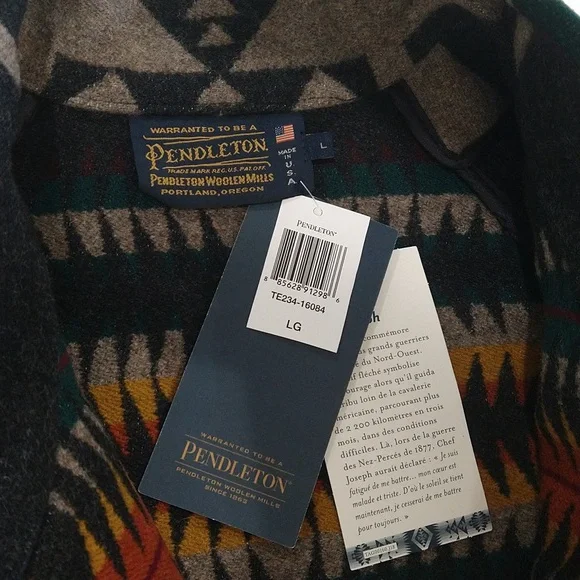 WARRANTED TO BE A
PENDLETON
TRADE MARK REG. U.S. PAT. OFF.
PENDLETON WOOLEN MILLS
PORTLAND, OREGON
MADE
IN
U.
S.
A.
L
PENDLETON®
8 85628 91298 6
TE234-16084
LG
WARRANTED TO BE A
PENDLETON®
PENDLETON WOOLEN MILLS
SINCE 1863
commémore
grands guerriers
du Nord-Ouest.
fléché symbolise
alors qu'il guida
loin de la cavalerie
parcourant plus
de 2 200 kilomètres en trois
mois, dans des conditions
difficiles. Là, lors de la guerre
des Nez-Percés de 1877, Chef
Joseph aurait déclaré : « Je suis
fatigué de me battre... mon cœur est
malade et triste. D'où le soleil se tient
maintenant, je cesserai de me battre
pour toujours. »